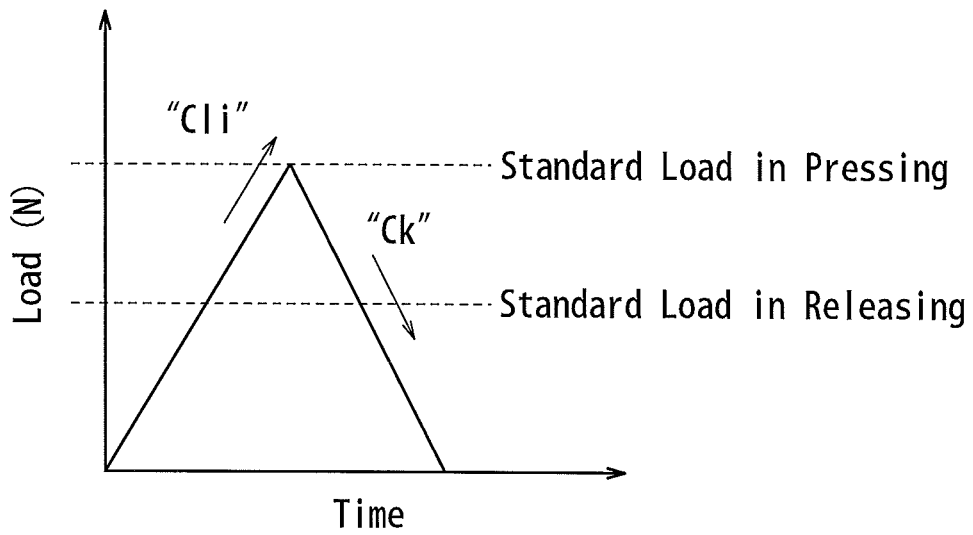 “Cli”
Standard Load in Pressing
“Ck”
Standard Load in Releasing
Load (N)
Time